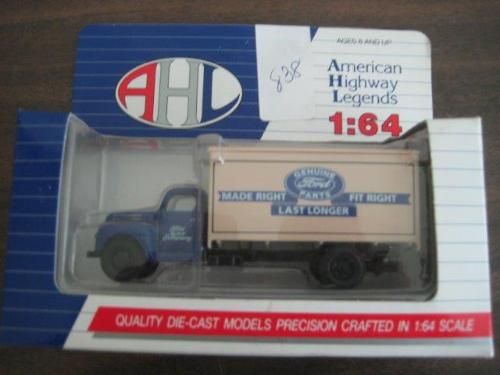 AGES 8 AND UP
AHL
838
American
Highway
Legends
1:64
GENUINE
Ford
PARTS
MADE RIGHT
FIT RIGHT
LAST LONGER
QUALITY DIE-CAST MODELS PRECISION CRAFTED IN 1:64 SCALE